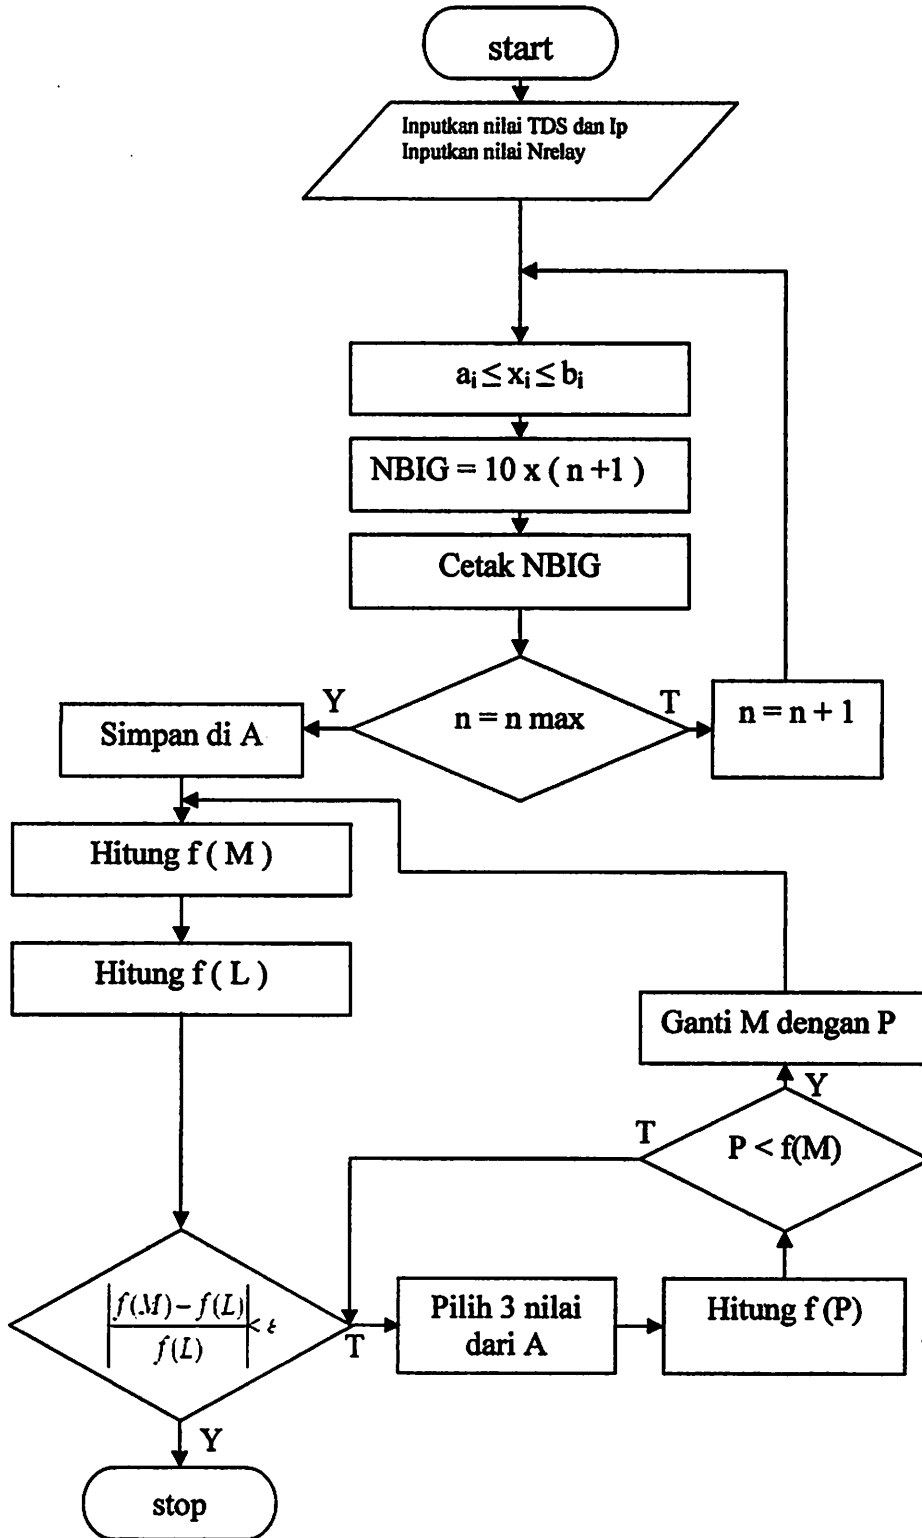 start
Inputkan nilai TDS dan Ip
Inputkan nilai Nrelay
aᵢ ≤ xᵢ ≤ bᵢ
NBIG = 10 x ( n +1 )
Cetak NBIG
n = n max
Y
T
n = n + 1
Simpan di A
Hitung f ( M )
Hitung f ( L )
Ganti M dengan P
Y
T
P < f(M)
|f(M) − f(L) / f(L)| < ε
T
Pilih 3 nilai
dari A
Hitung f (P)
Y
stop